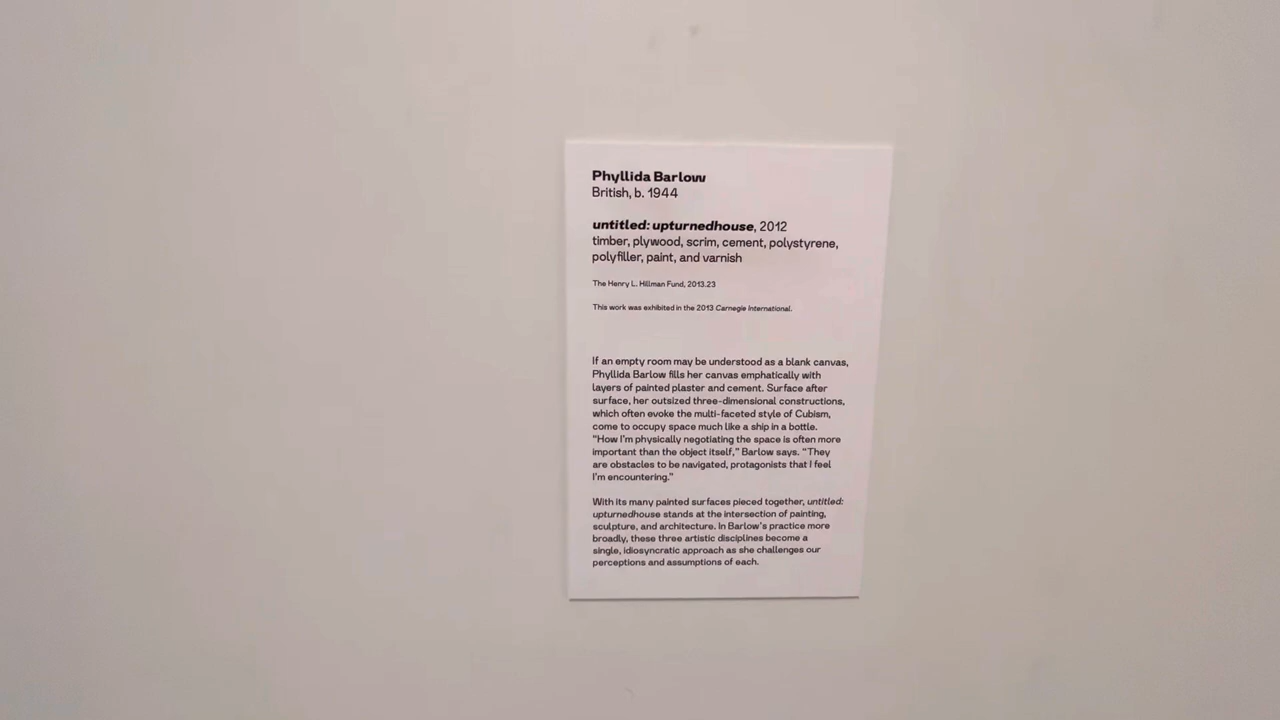 Phyllida Barlow
British, b. 1944
untitled: upturnedhouse, 2012
timber, plywood, scrim, cement, polystyrene,
polyfiller, paint, and varnish
The Henry L. Hillman Fund, 2013.23
This work was exhibited in the 2013 Carnegie International.
If an empty room may be understood as a blank canvas,
Phyllida Barlow fills her canvas emphatically with
layers of painted plaster and cement. Surface after
surface, her outsized three-dimensional constructions,
which often evoke the multi-faceted style of Cubism,
come to occupy space much like a ship in a bottle.
“How I’m physically negotiating the space is often more
important than the object itself,” Barlow says. “They
are obstacles to be navigated, protagonists that I feel
I’m encountering.”
With its many painted surfaces pieced together, untitled:
upturnedhouse stands at the intersection of painting,
sculpture, and architecture. In Barlow’s practice more
broadly, these three artistic disciplines become a
single, idiosyncratic approach as she challenges our
perceptions and assumptions of each.